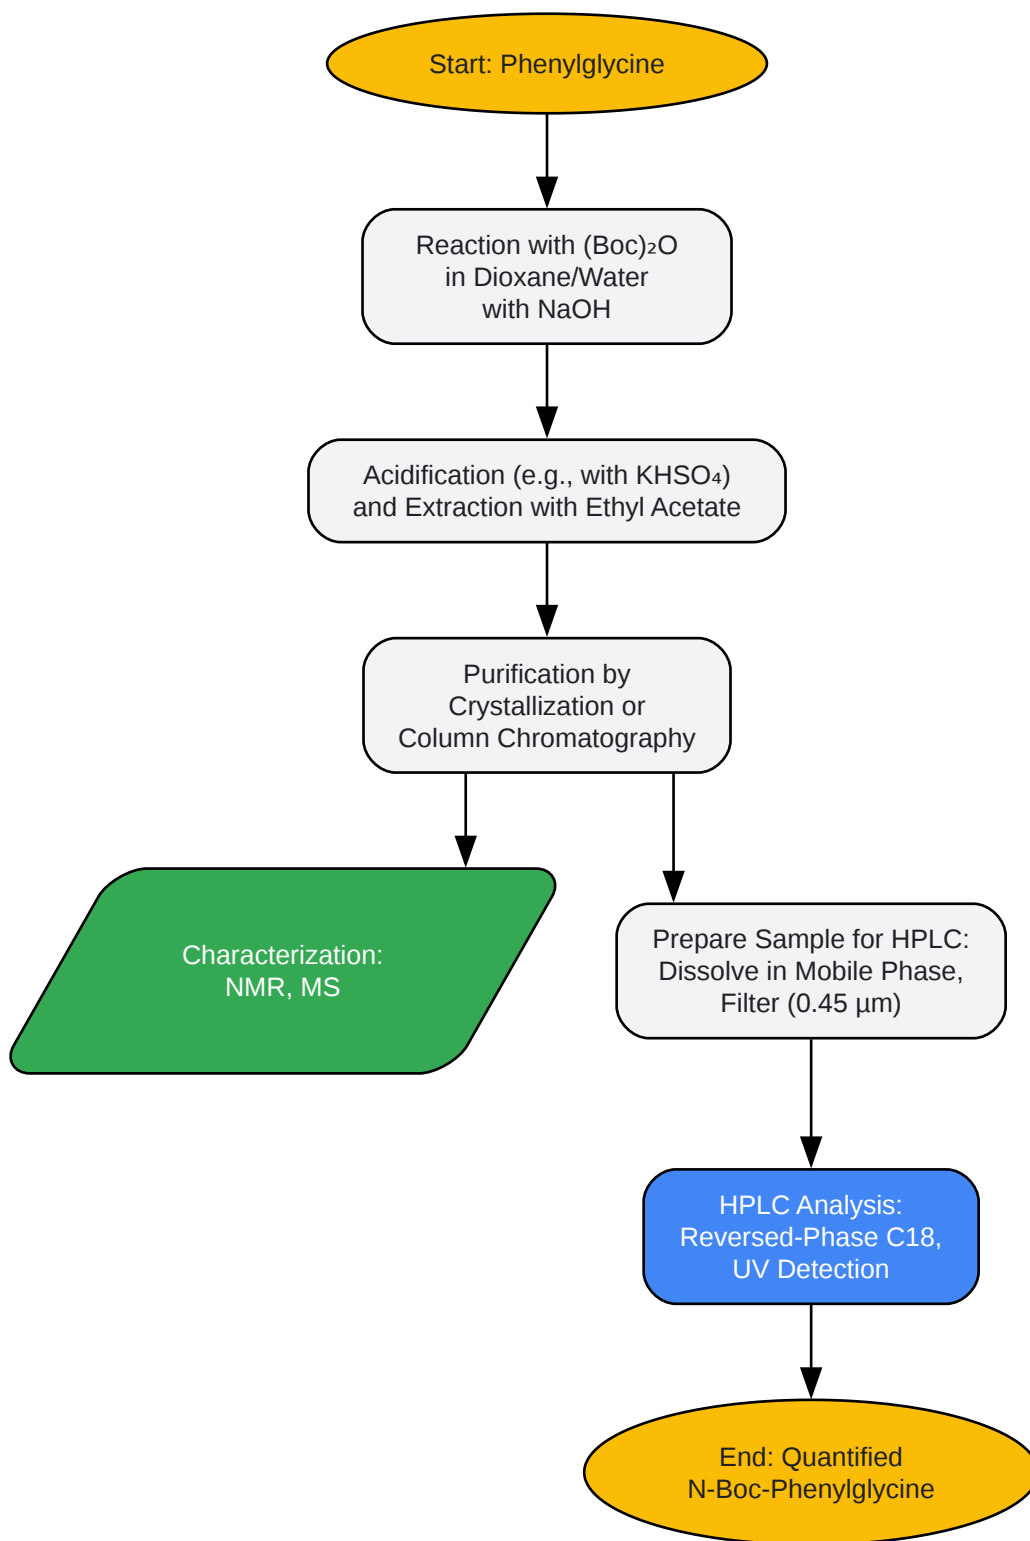 Start: Phenylglycine
Reaction with (Boc)₂O
in Dioxane/Water
with NaOH
Acidification (e.g., with KHSO₄)
and Extraction with Ethyl Acetate
Purification by
Crystallization or
Column Chromatography
Characterization:
NMR, MS
Prepare Sample for HPLC:
Dissolve in Mobile Phase,
Filter (0.45 µm)
HPLC Analysis:
Reversed-Phase C18,
UV Detection
End: Quantified
N-Boc-Phenylglycine